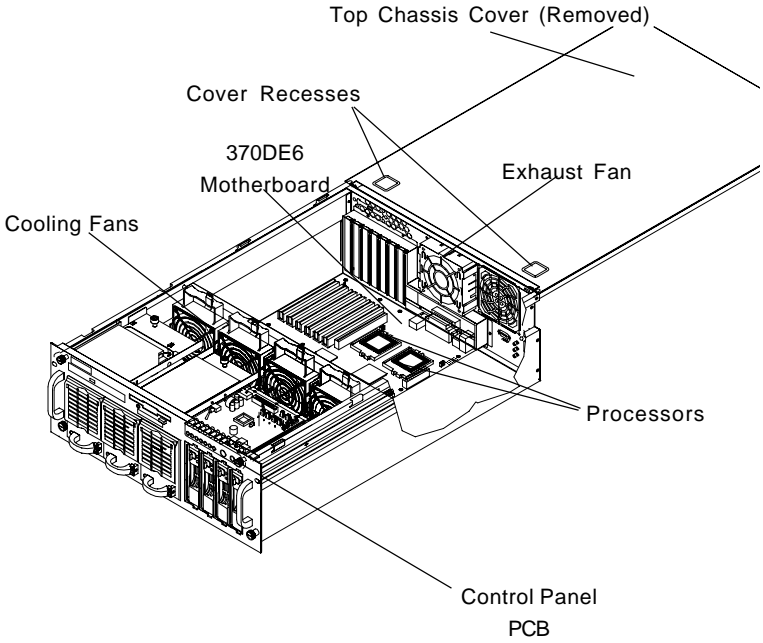 Top Chassis Cover (Removed)
Cover Recesses
370DE6
Motherboard
Exhaust Fan
Cooling Fans
Processors
Control Panel
PCB